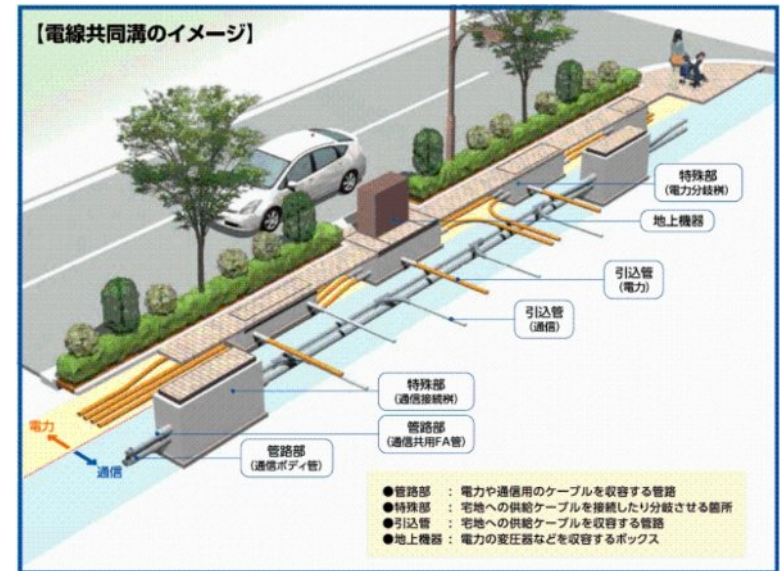 【電線共同溝のイメージ】
特殊部
(電力分岐桝)
地上機器
引込管
(電力)
引込管
(通信)
特殊部
(通信接続桝)
管路部
(通信共用FA管)
管路部
(通信ボディ管)
電力
通信
●管路部 : 電力や通信用のケーブルを収容する管路
●特殊部 : 宅地への供給ケーブルを接続したり分岐させる箇所
●引込管 : 宅地への供給ケーブルを収容する管路
●地上機器 : 電力の変圧器などを収容するボックス